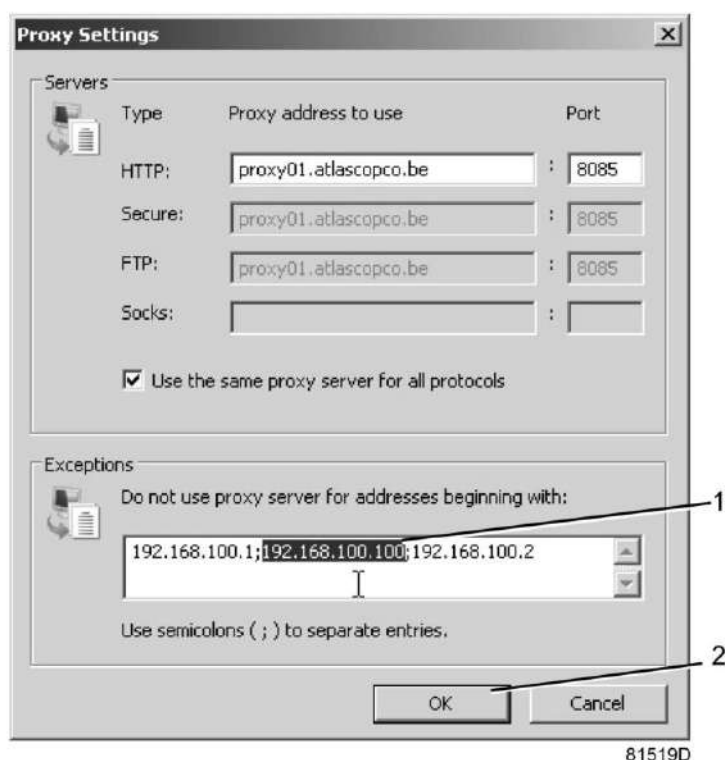 Proxy Settings
Servers
Type Proxy address to use Port
HTTP: proxy01.atlascopco.be : 8085
Secure: proxy01.atlascopco.be : 8085
FTP: proxy01.atlascopco.be : 8085
Socks: :
Use the same proxy server for all protocols
Exceptions
Do not use proxy server for addresses beginning with:
1
192.168.100.1;192.168.100.100;192.168.100.2
Use semicolons ( ; ) to separate entries.
2
OK Cancel
81519D